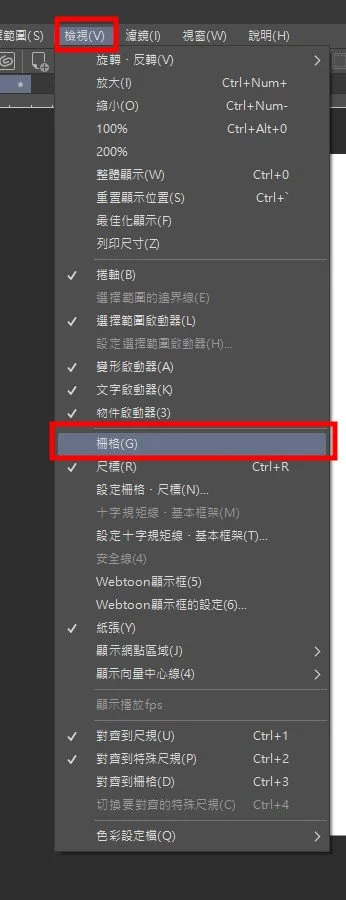 選範圍(S) 檢視(V) 濾鏡(I) 視窗(W) 說明(H)
旋轉・反轉(V)
放大(I) Ctrl+Num+
縮小(O) Ctrl+Num-
100% Ctrl+Alt+0
200%
整體顯示(W) Ctrl+0
重置顯示位置(S) Ctrl+`
最佳化顯示(F)
列印尺寸(Z)
捲軸(B)
選擇範圍的邊界線(E)
選擇範圍啟動器(L)
設定選擇範圍啟動器(H)...
變形啟動器(A)
文字啟動器(K)
物件啟動器(3)
柵格(G)
尺標(R) Ctrl+R
設定柵格・尺標(N)...
十字規矩線・基本框架(M)
設定十字規矩線・基本框架(T)...
安全線(4)
Webtoon顯示框(5)
Webtoon顯示框的設定(6)...
紙張(Y)
顯示網點區域(J)
顯示向量中心線(4)
顯示播放fps
對齊到尺規(U) Ctrl+1
對齊到特殊尺規(P) Ctrl+2
對齊到柵格(D) Ctrl+3
切換要對齊的特殊尺規(C) Ctrl+4
色彩設定檔(Q)